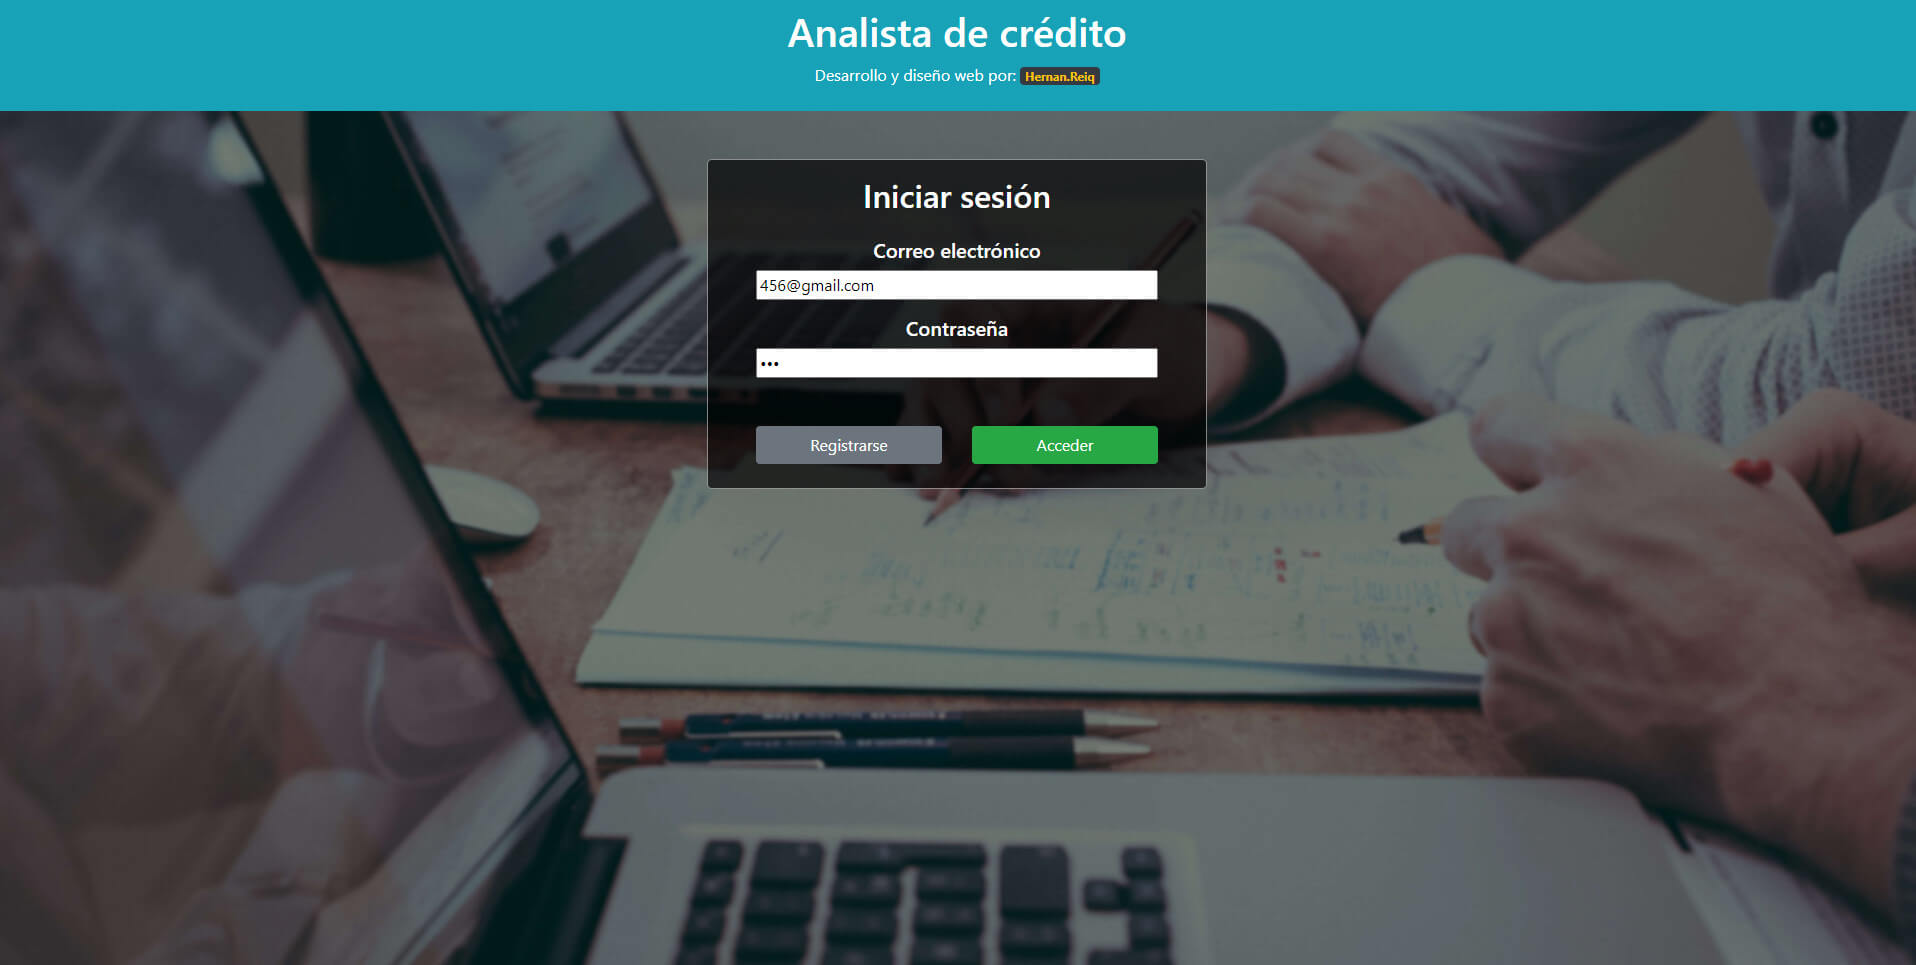 Analista de crédito
Desarrollo y diseño web por: Hernan.Reiq
Iniciar sesión
Correo electrónico
456@gmail.com
Contraseña
•••
Registrarse
Acceder